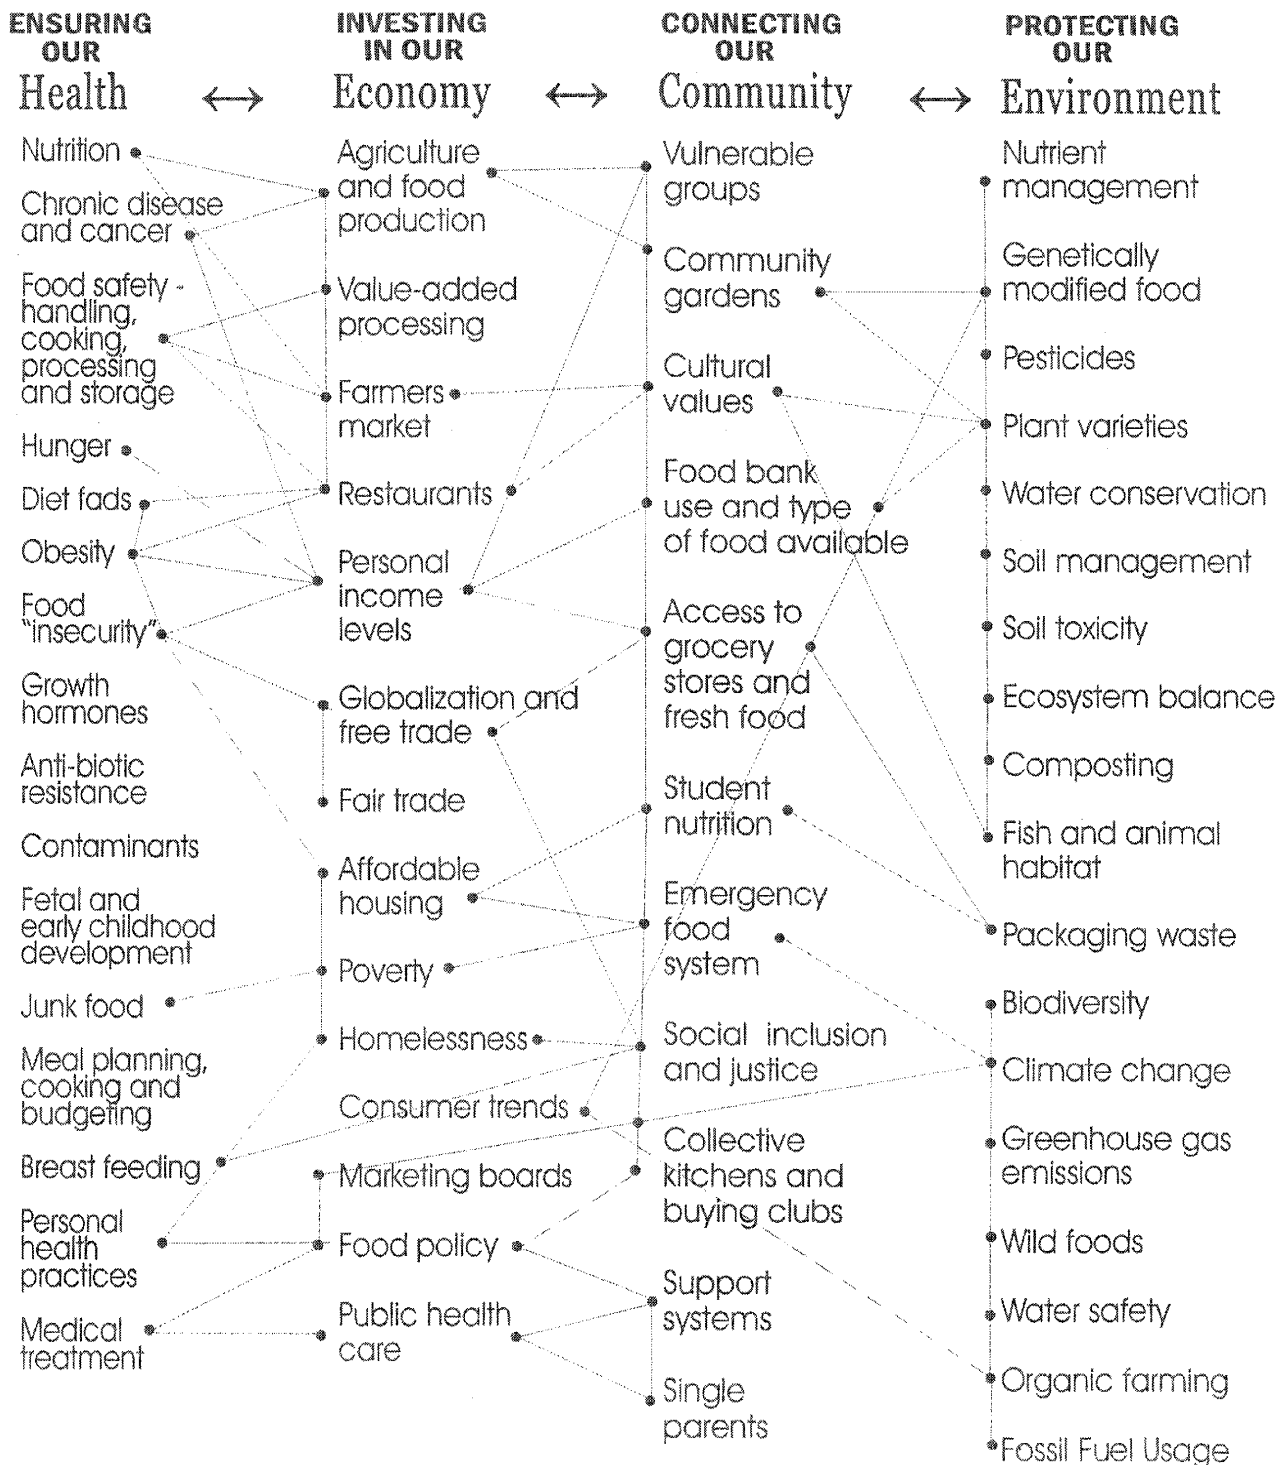 ENSURING
OUR
Health
Nutrition
Chronic disease
and cancer
Food safety -
handling,
cooking,
processing
and storage
Hunger
Diet fads
Obesity
Food
"insecurity"
Growth
hormones
Anti-biotic
resistance
Contaminants
Fetal and
early childhood
development
Junk food
Meal planning,
cooking and
budgeting
Breast feeding
Personal
health
practices
Medical
treatment
INVESTING
IN OUR
Economy
Agriculture
and food
production
Value-added
processing
Farmers
market
Restaurants
Personal
income
levels
Globalization and
free trade
Fair trade
Affordable
housing
Poverty
Homelessness
Consumer trends
Marketing boards
Food policy
Public health
care
CONNECTING
OUR
Community
Vulnerable
groups
Community
gardens
Cultural
values
Food bank
use and type
of food available
Access to
grocery
stores and
fresh food
Student
nutrition
Emergency
food
system
Social inclusion
and justice
Collective
kitchens and
buying clubs
Support
systems
Single
parents
PROTECTING
OUR
Environment
Nutrient
management
Genetically
modified food
Pesticides
Plant varieties
Water conservation
Soil management
Soil toxicity
Ecosystem balance
Composting
Fish and animal
habitat
Packaging waste
Biodiversity
Climate change
Greenhouse gas
emissions
Wild foods
Water safety
Organic farming
Fossil Fuel Usage